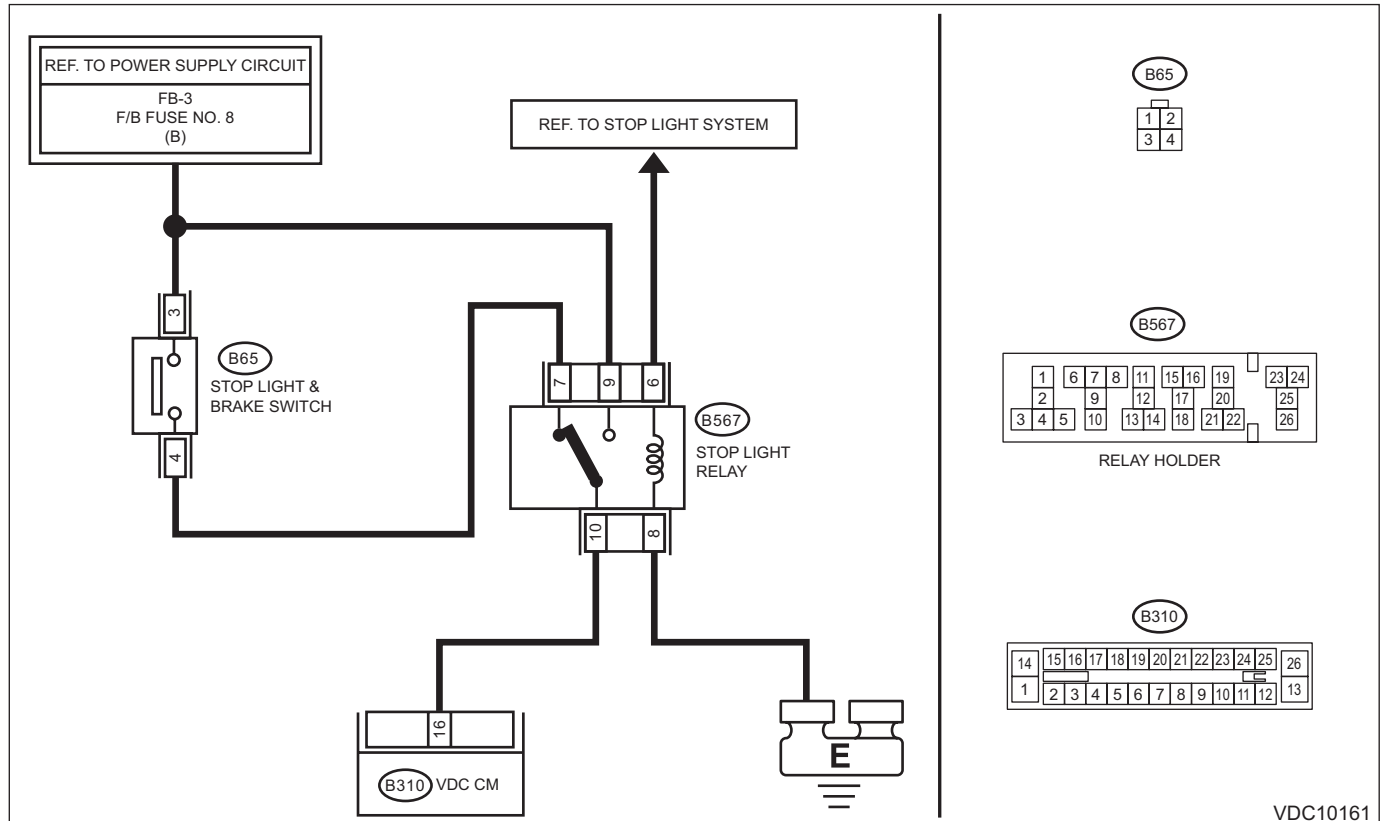 REF. TO POWER SUPPLY CIRCUIT
FB-3
F/B FUSE NO. 8
(B)
REF. TO STOP LIGHT SYSTEM
3
B65
STOP LIGHT &
BRAKE SWITCH
4
7 9 6
B567
STOP LIGHT
RELAY
10 8
16
B310 VDC CM
E
B65
1 2
3 4
B567
1 6 7 8 11 15 16 19 23 24
2 9 12 17 20 25
3 4 5 10 13 14 18 21 22 26
RELAY HOLDER
B310
14 15 16 17 18 19 20 21 22 23 24 25 26
1 2 3 4 5 6 7 8 9 10 11 12 13
VDC10161